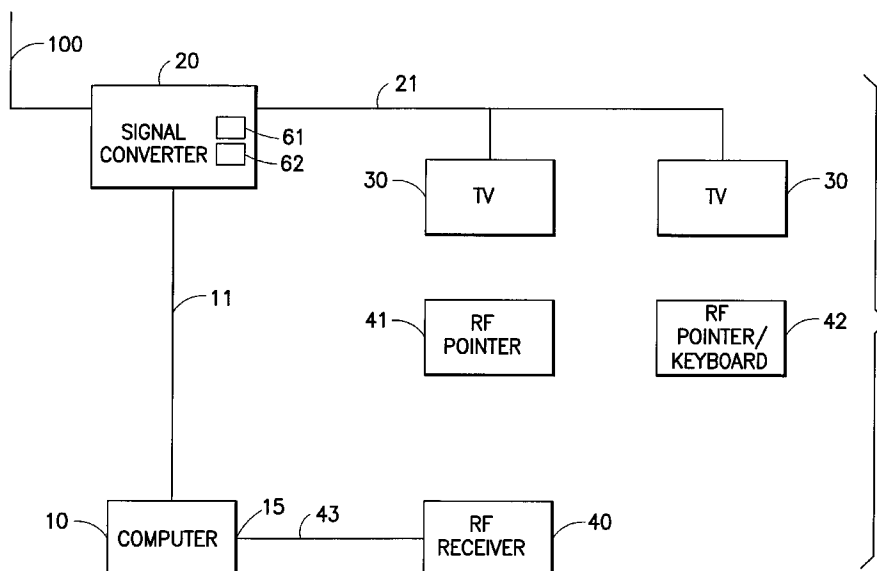 100
20
21
SIGNAL
CONVERTER
61
62
30
TV
TV
30
11
41
RF
POINTER
RF
POINTER/
KEYBOARD
42
10
COMPUTER
15
43
RF
RECEIVER
40